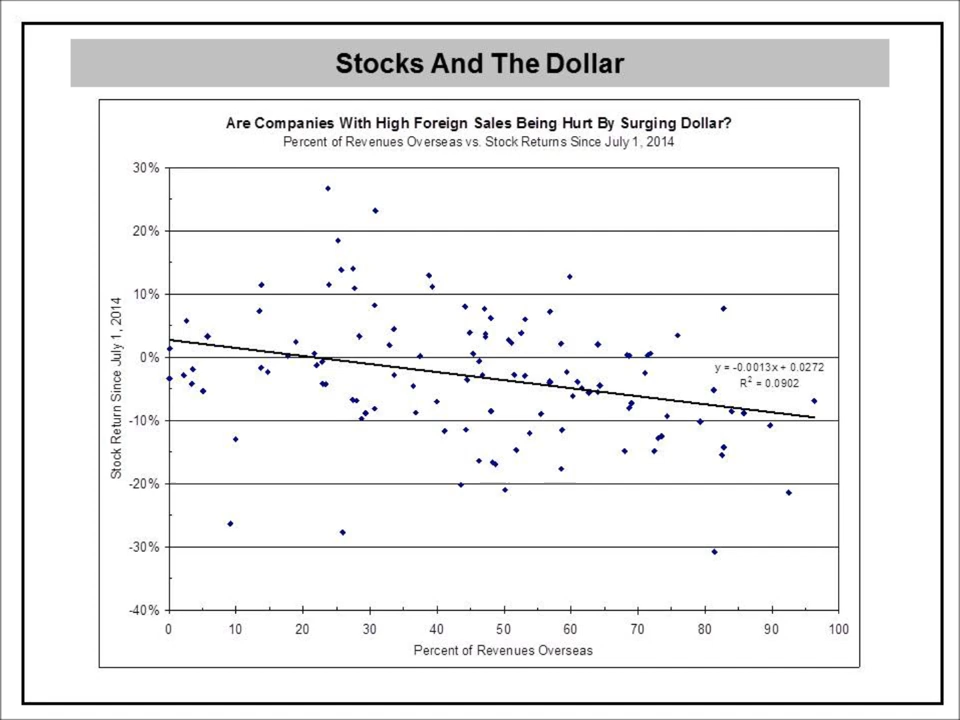 Stocks And The Dollar
Are Companies With High Foreign Sales Being Hurt By Surging Dollar?
Percent of Revenues Overseas vs. Stock Returns Since July 1, 2014
30%
20%
10%
0%
-10%
-20%
-30%
-40%
Stock Return Since July 1, 2014
y = -0.0013x + 0.0272
R² = 0.0902
0 10 20 30 40 50 60 70 80 90 100
Percent of Revenues Overseas